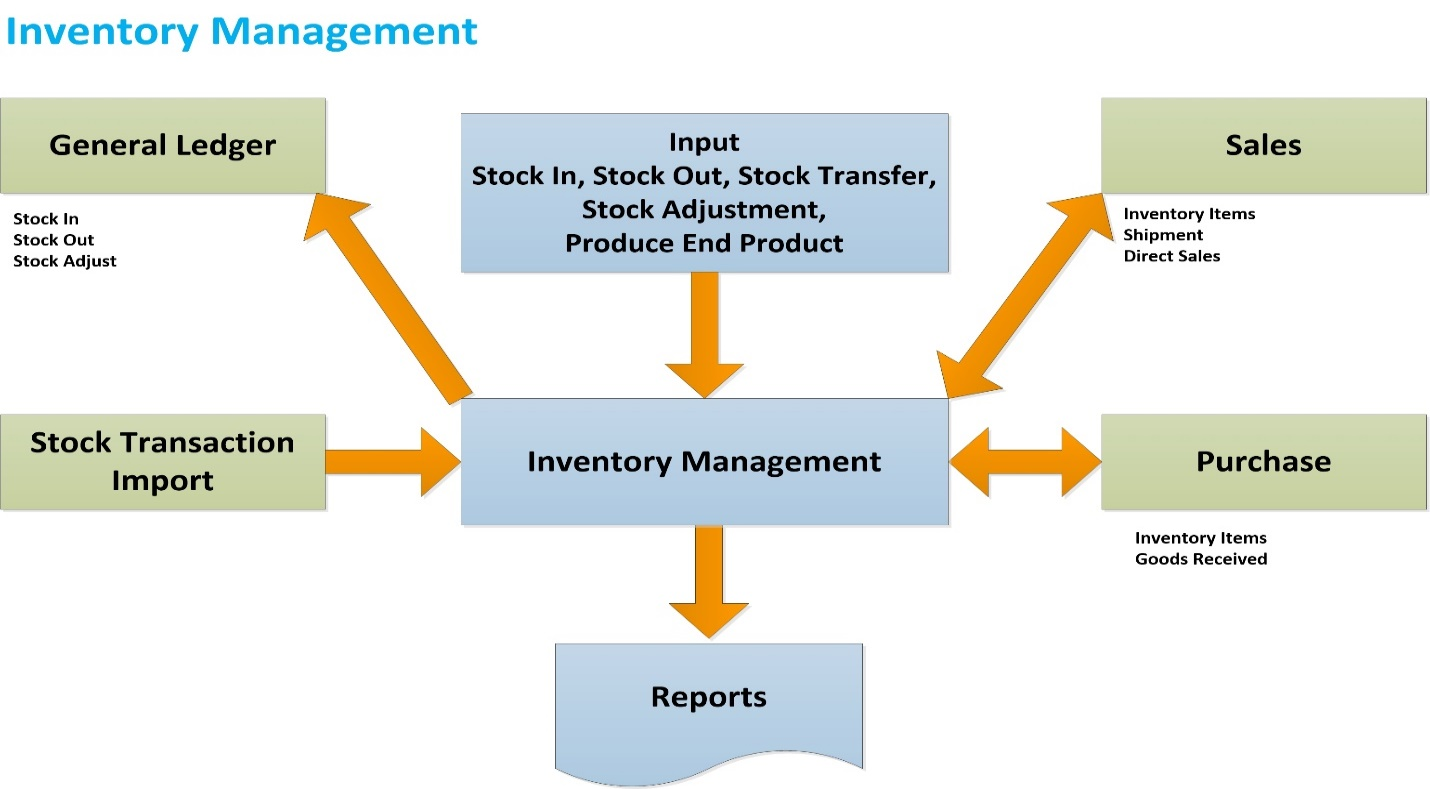 Inventory Management
General Ledger
Stock In
Stock Out
Stock Adjust
Input
Stock In, Stock Out, Stock Transfer,
Stock Adjustment,
Produce End Product
Sales
Inventory Items
Shipment
Direct Sales
Stock Transaction
Import
Inventory Management
Purchase
Inventory Items
Goods Received
Reports